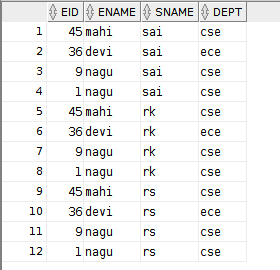 EID ENAME SNAME DEPT
1 45 mahi sai cse
2 36 devi sai ece
3 9 nagu sai cse
4 1 nagu sai cse
5 45 mahi rk cse
6 36 devi rk ece
7 9 nagu rk cse
8 1 nagu rk cse
9 45 mahi rs cse
10 36 devi rs ece
11 9 nagu rs cse
12 1 nagu rs cse